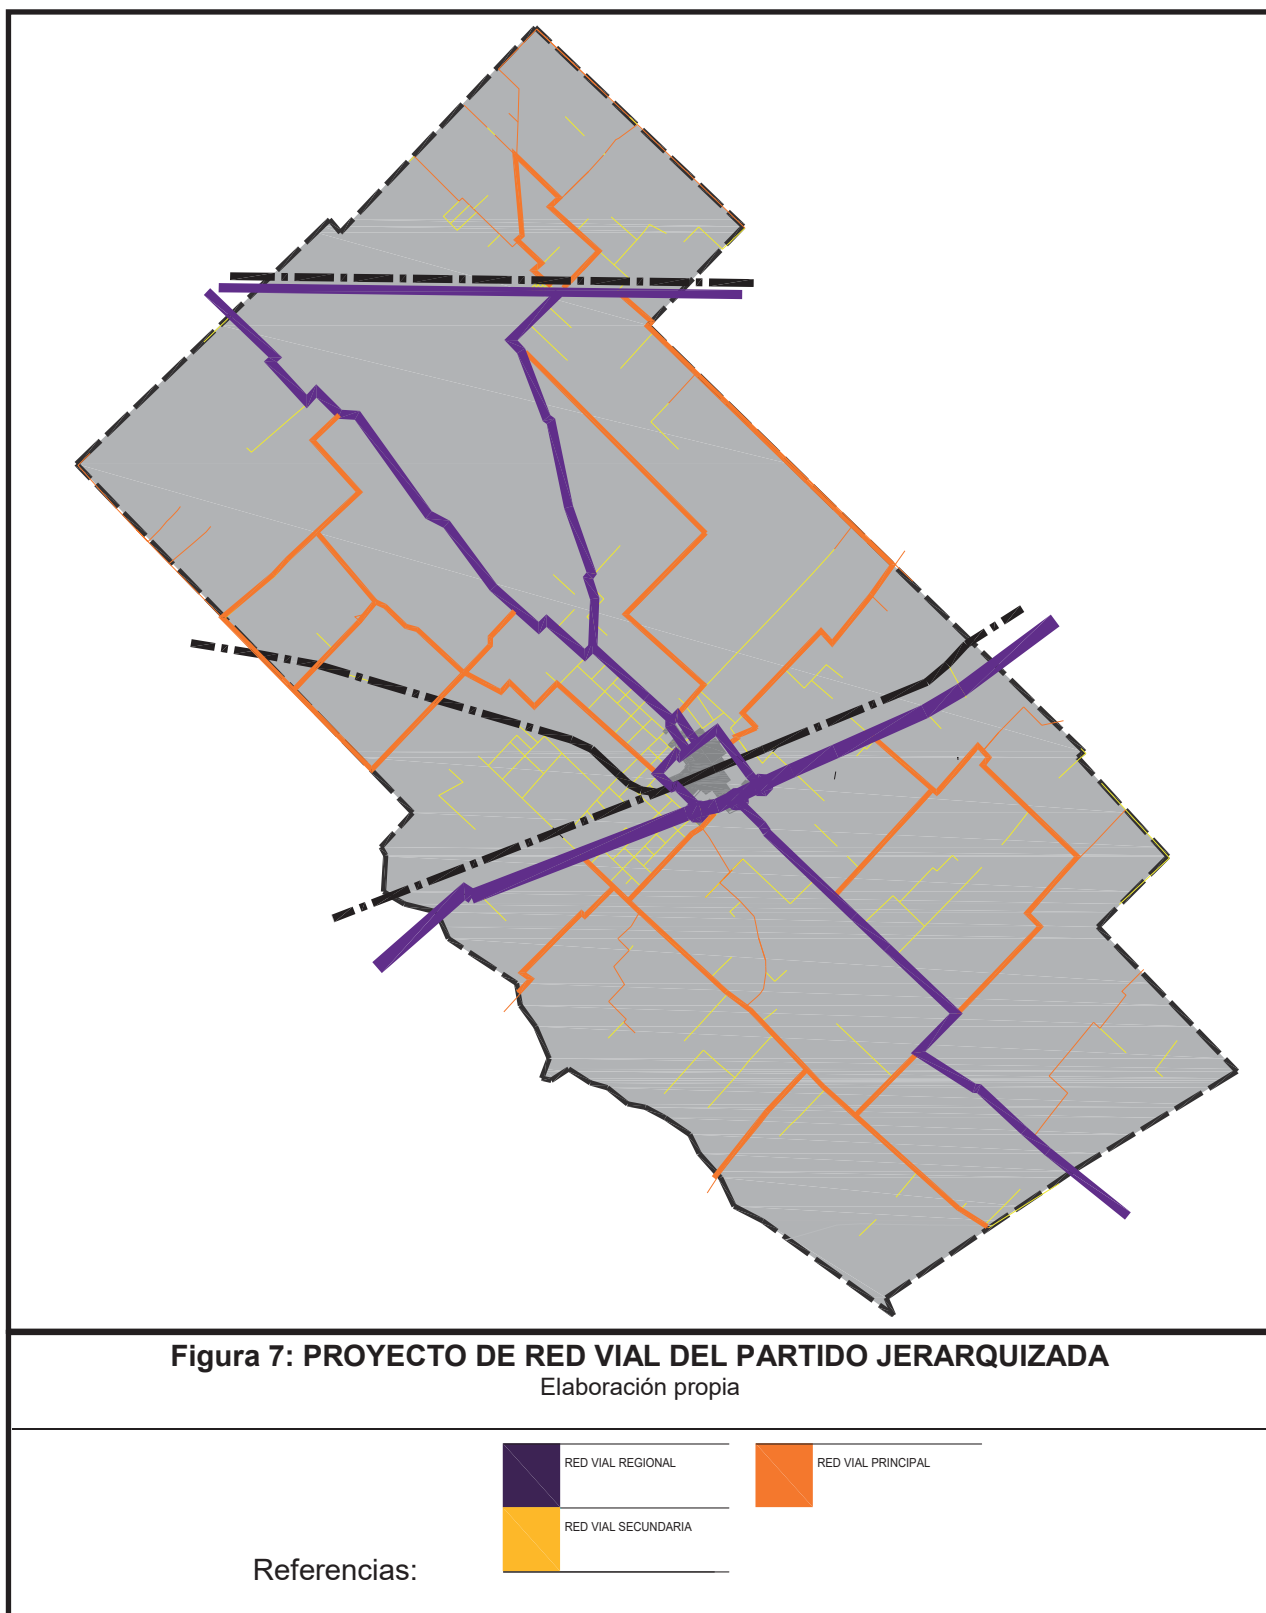 Figura 7: PROYECTO DE RED VIAL DEL PARTIDO JERARQUIZADA
Elaboración propia
RED VIAL REGIONAL
RED VIAL PRINCIPAL
RED VIAL SECUNDARIA
Referencias: